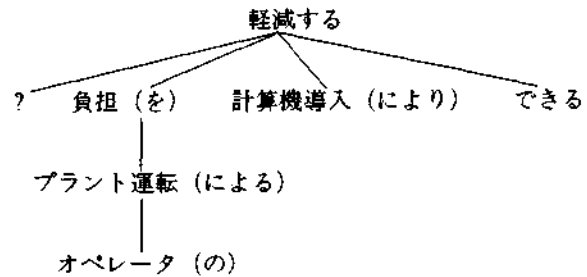 軽減する
? 負担(を) 計算機導入(により) できる
プラント運転(による)
オペレータ(の)